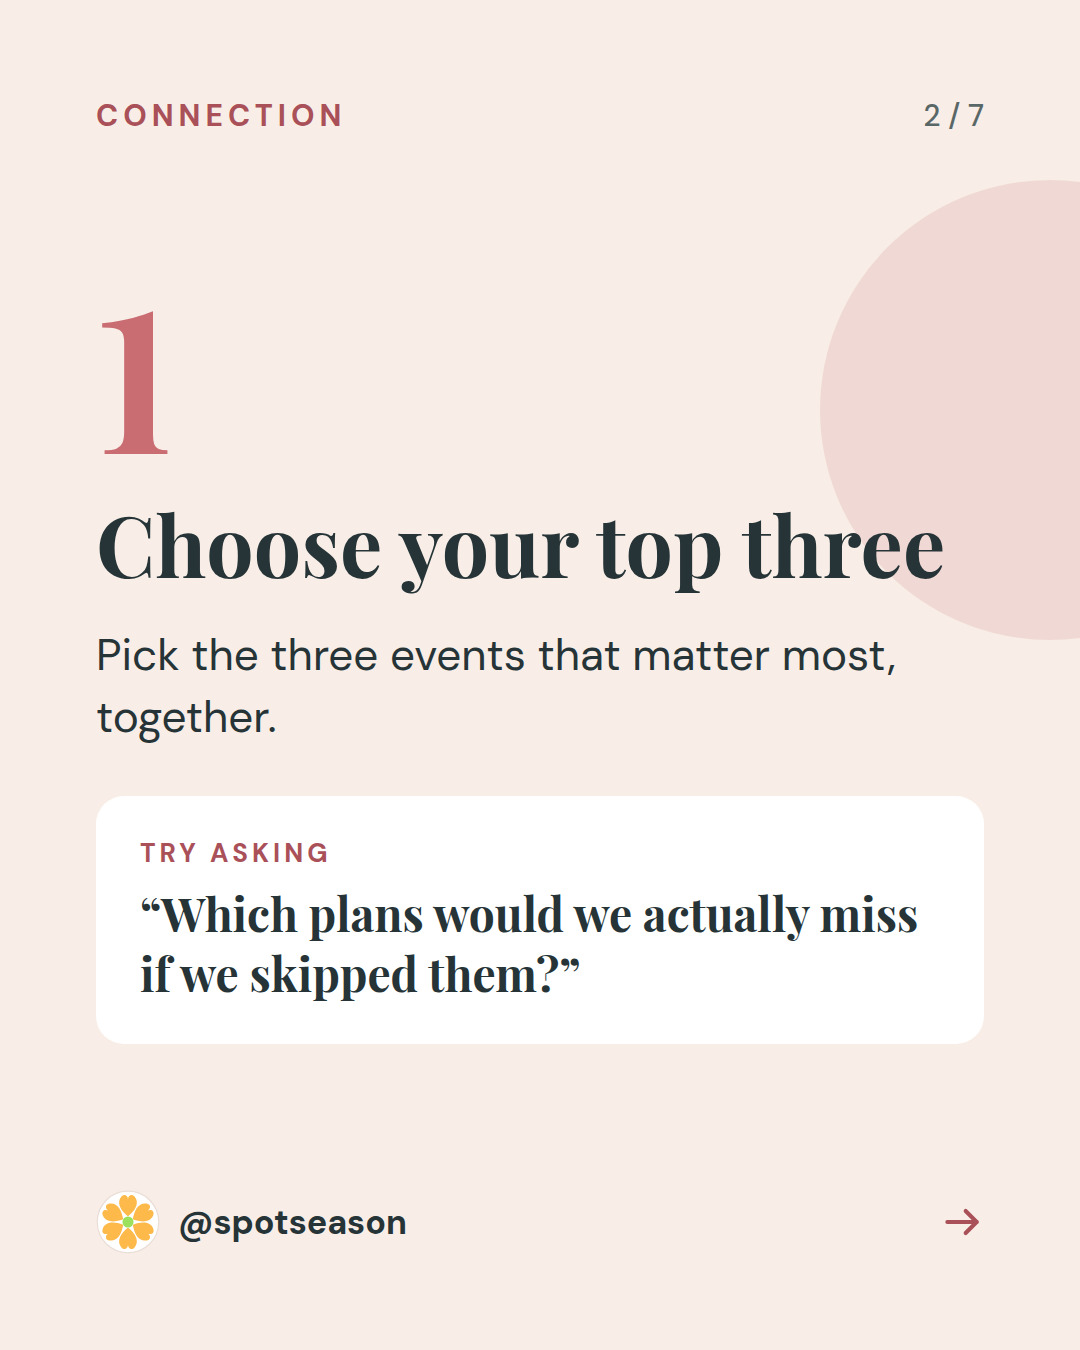 CONNECTION
2 / 7
1
Choose your top three
Pick the three events that matter most,
together.
TRY ASKING
“Which plans would we actually miss
if we skipped them?”
@spotseason